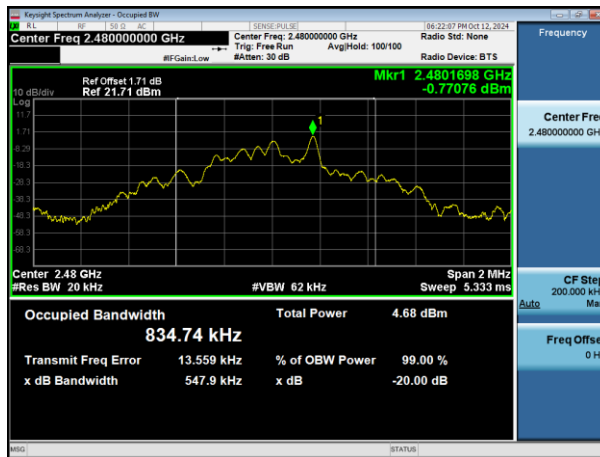 Keysight Spectrum Analyzer - Occupied BW
RL RF 50 Ω AC SENSE:PULSE 06:22:07 PM Oct 12, 2024
Center Freq 2.480000000 GHz
Center Freq: 2.480000000 GHz
Radio Std: None
Trig: Free Run Avg|Hold: 100/100
#IFGain:Low #Atten: 30 dB Radio Device: BTS
Frequency
Mkr1 2.4801698 GHz
-0.77076 dBm
Ref Offset 1.71 dB
10 dB/div Ref 21.71 dBm
Log
11.7
1.71
-8.29
-18.3
-28.3
-38.3
-48.3
-58.3
-68.3
1
Center 2.48 GHz Span 2 MHz
#Res BW 20 kHz #VBW 62 kHz Sweep 5.333 ms
Occupied Bandwidth Total Power 4.68 dBm
834.74 kHz
Transmit Freq Error 13.559 kHz % of OBW Power 99.00 %
x dB Bandwidth 547.9 kHz x dB -20.00 dB
Center Fre
2.480000000 GH
CF Ste
200.000 kH
Auto Ma
Freq Offse
0 H
MSG STATUS